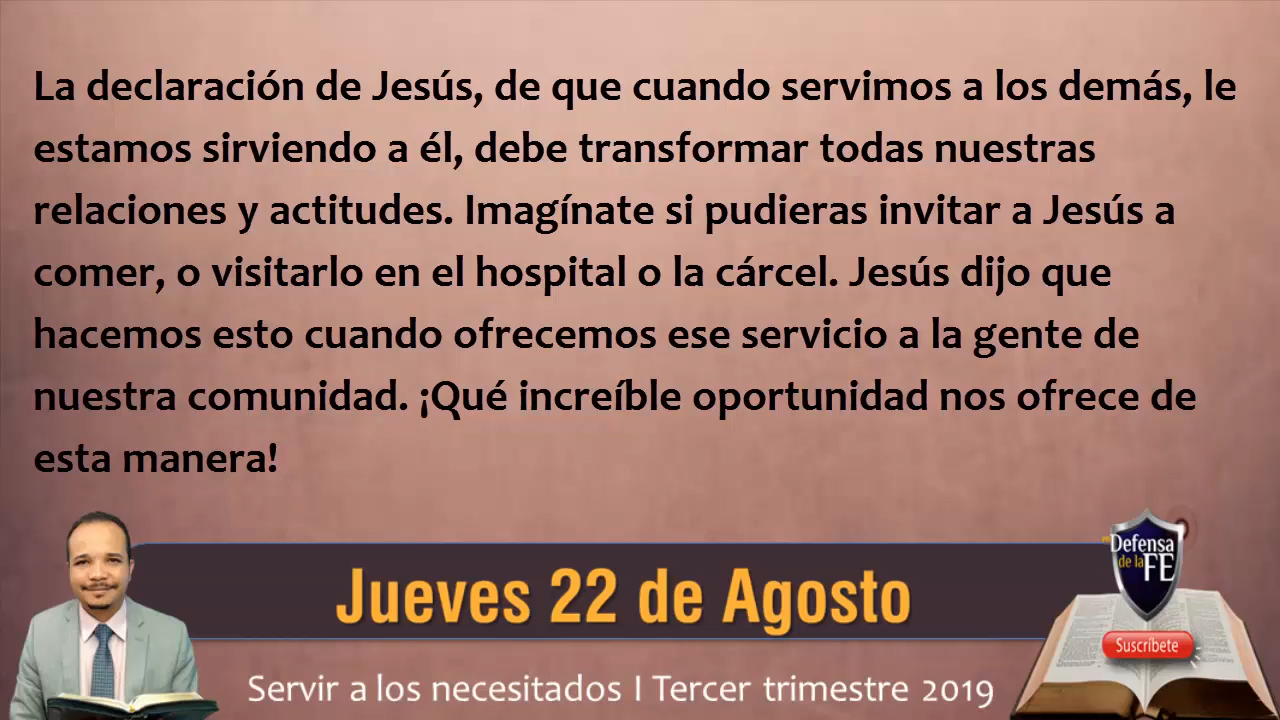 La declaración de Jesús, de que cuando servimos a los demás, le
estamos sirviendo a él, debe transformar todas nuestras
relaciones y actitudes. Imagínate si pudieras invitar a Jesús a
comer, o visitarlo en el hospital o la cárcel. Jesús dijo que
hacemos esto cuando ofrecemos ese servicio a la gente de
nuestra comunidad. ¡Qué increíble oportunidad nos ofrece de
esta manera!
Defensa
de la FE
Jueves 22 de Agosto
Suscríbete
Servir a los necesitados I Tercer trimestre 2019